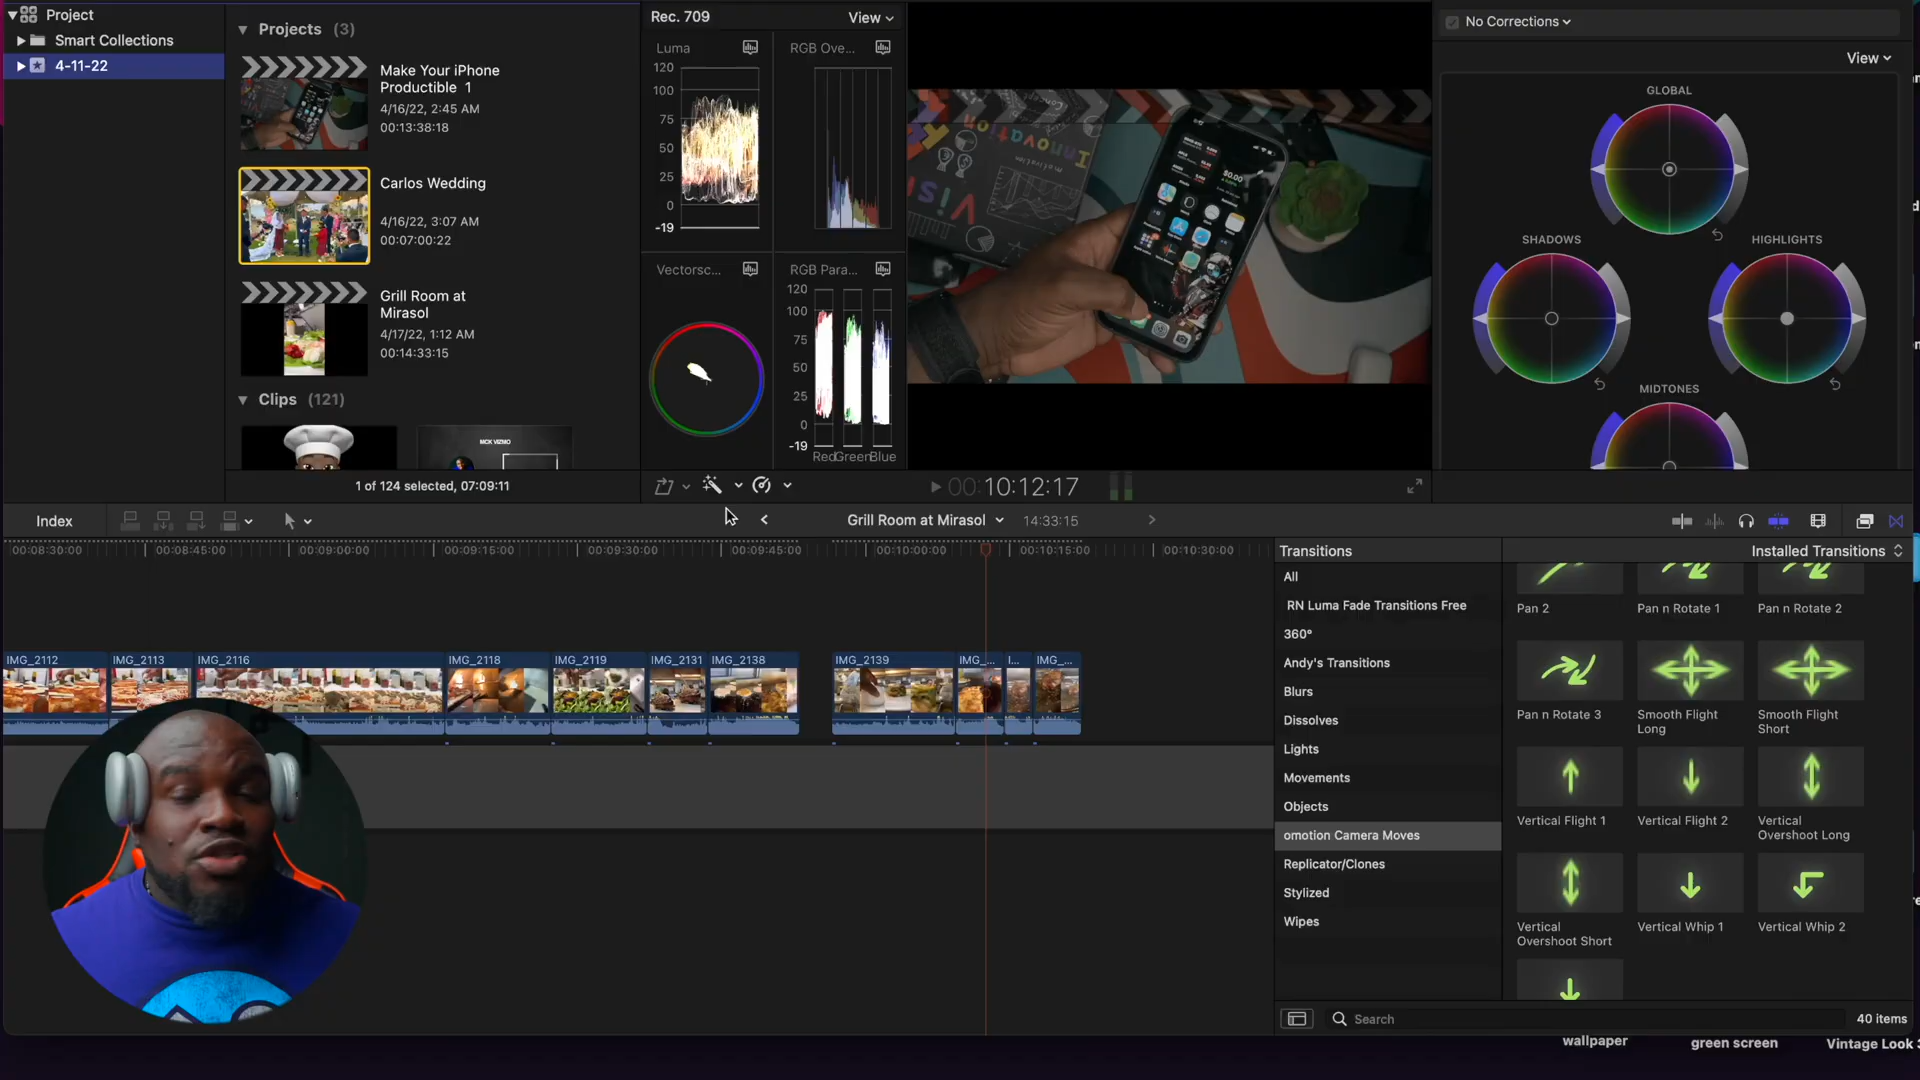 Project
Smart Collections
4-11-22
Projects (3)
Make Your iPhone
Productible 1
4/16/22, 2:45 AM
00:13:38:18
Carlos Wedding
4/16/22, 3:07 AM
00:07:00:22
Grill Room at
Mirasol
4/17/22, 1:12 AM
00:14:33:15
Clips (121)
NICK VIZMO
1 of 124 selected, 07:09:11
Rec. 709
View
Luma
120
100
75
50
25
0
-19
RGB Ove...
Vectorsc...
RGB Para...
120
100
75
50
25
0
-19
Red
Green
Blue
Innovation
$0.00
00:10:12:17
No Corrections
View
GLOBAL
SHADOWS
HIGHLIGHTS
MIDTONES
Index
Grill Room at Mirasol
14:33:15
00:08:30:00
00:08:45:00
00:09:00:00
00:09:15:00
00:09:30:00
00:09:45:00
00:10:00:00
00:10:15:00
00:10:30:00
IMG_2112
IMG_2113
IMG_2116
IMG_2118
IMG_2119
IMG_2131
IMG_2138
IMG_2139
IMG_...
I...
IMG_...
Transitions
Installed Transitions
All
RN Luma Fade Transitions Free
360°
Andy's Transitions
Blurs
Dissolves
Lights
Movements
Objects
omotion Camera Moves
Replicator/Clones
Stylized
Wipes
Pan 2
Pan n Rotate 1
Pan n Rotate 2
Pan n Rotate 3
Smooth Flight
Long
Smooth Flight
Short
Vertical Flight 1
Vertical Flight 2
Vertical
Overshoot Long
Vertical
Overshoot Short
Vertical Whip 1
Vertical Whip 2
Search
40 items
wallpaper
green screen
Vintage Look